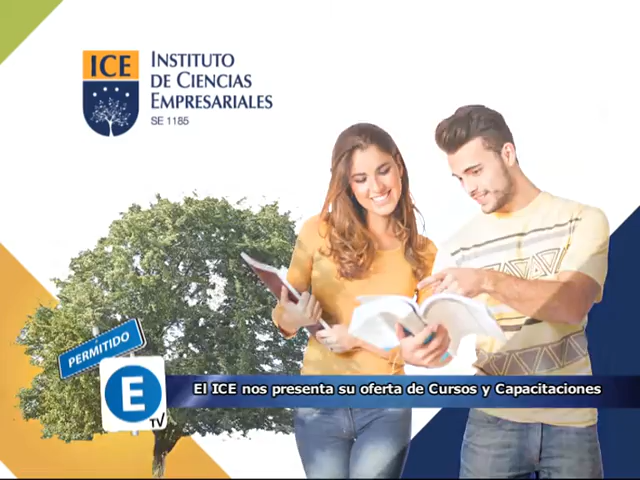 ICE
INSTITUTO
DE CIENCIAS
EMPRESARIALES
SE 1185
PERMITIDO
E
TV
El ICE nos presenta su oferta de Cursos y Capacitaciones